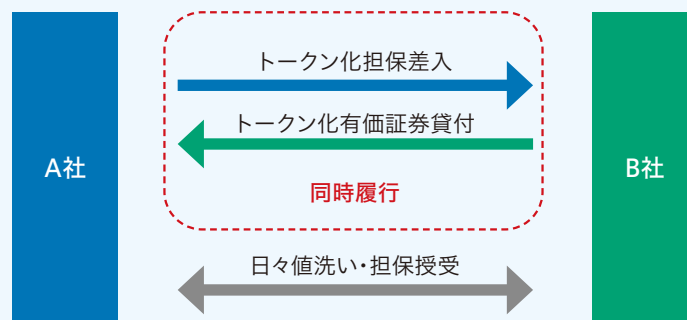 トークン化担保差入
トークン化有価証券貸付
A社
B社
同時履行
日々値洗い・担保授受